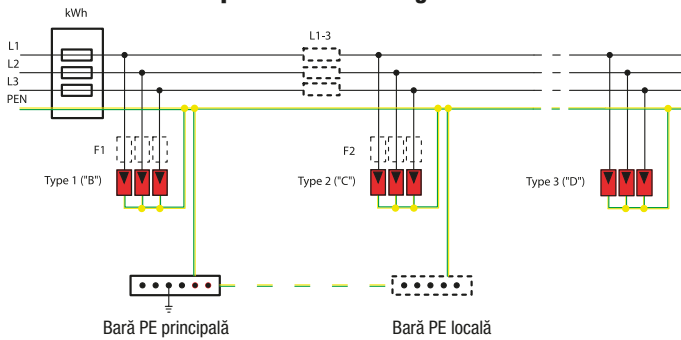 kWh
L1
L2
L3
PEN
L1-3
F1
F2
Type 1 ("B")
Type 2 ("C")
Type 3 ("D")
Bară PE principală
Bară PE locală